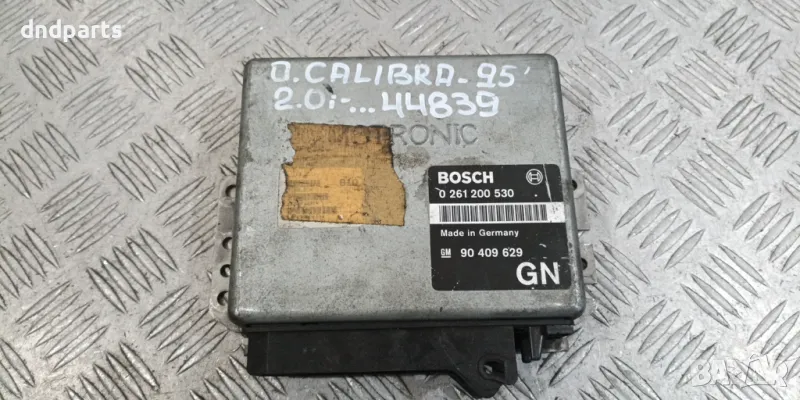 dndparts
O. CALIBRA-95'
2.0i-...44839
MOTRONIC
BOSCH
0 261 200 530
Made in Germany
GM 90 409 629
GN
BAZAR